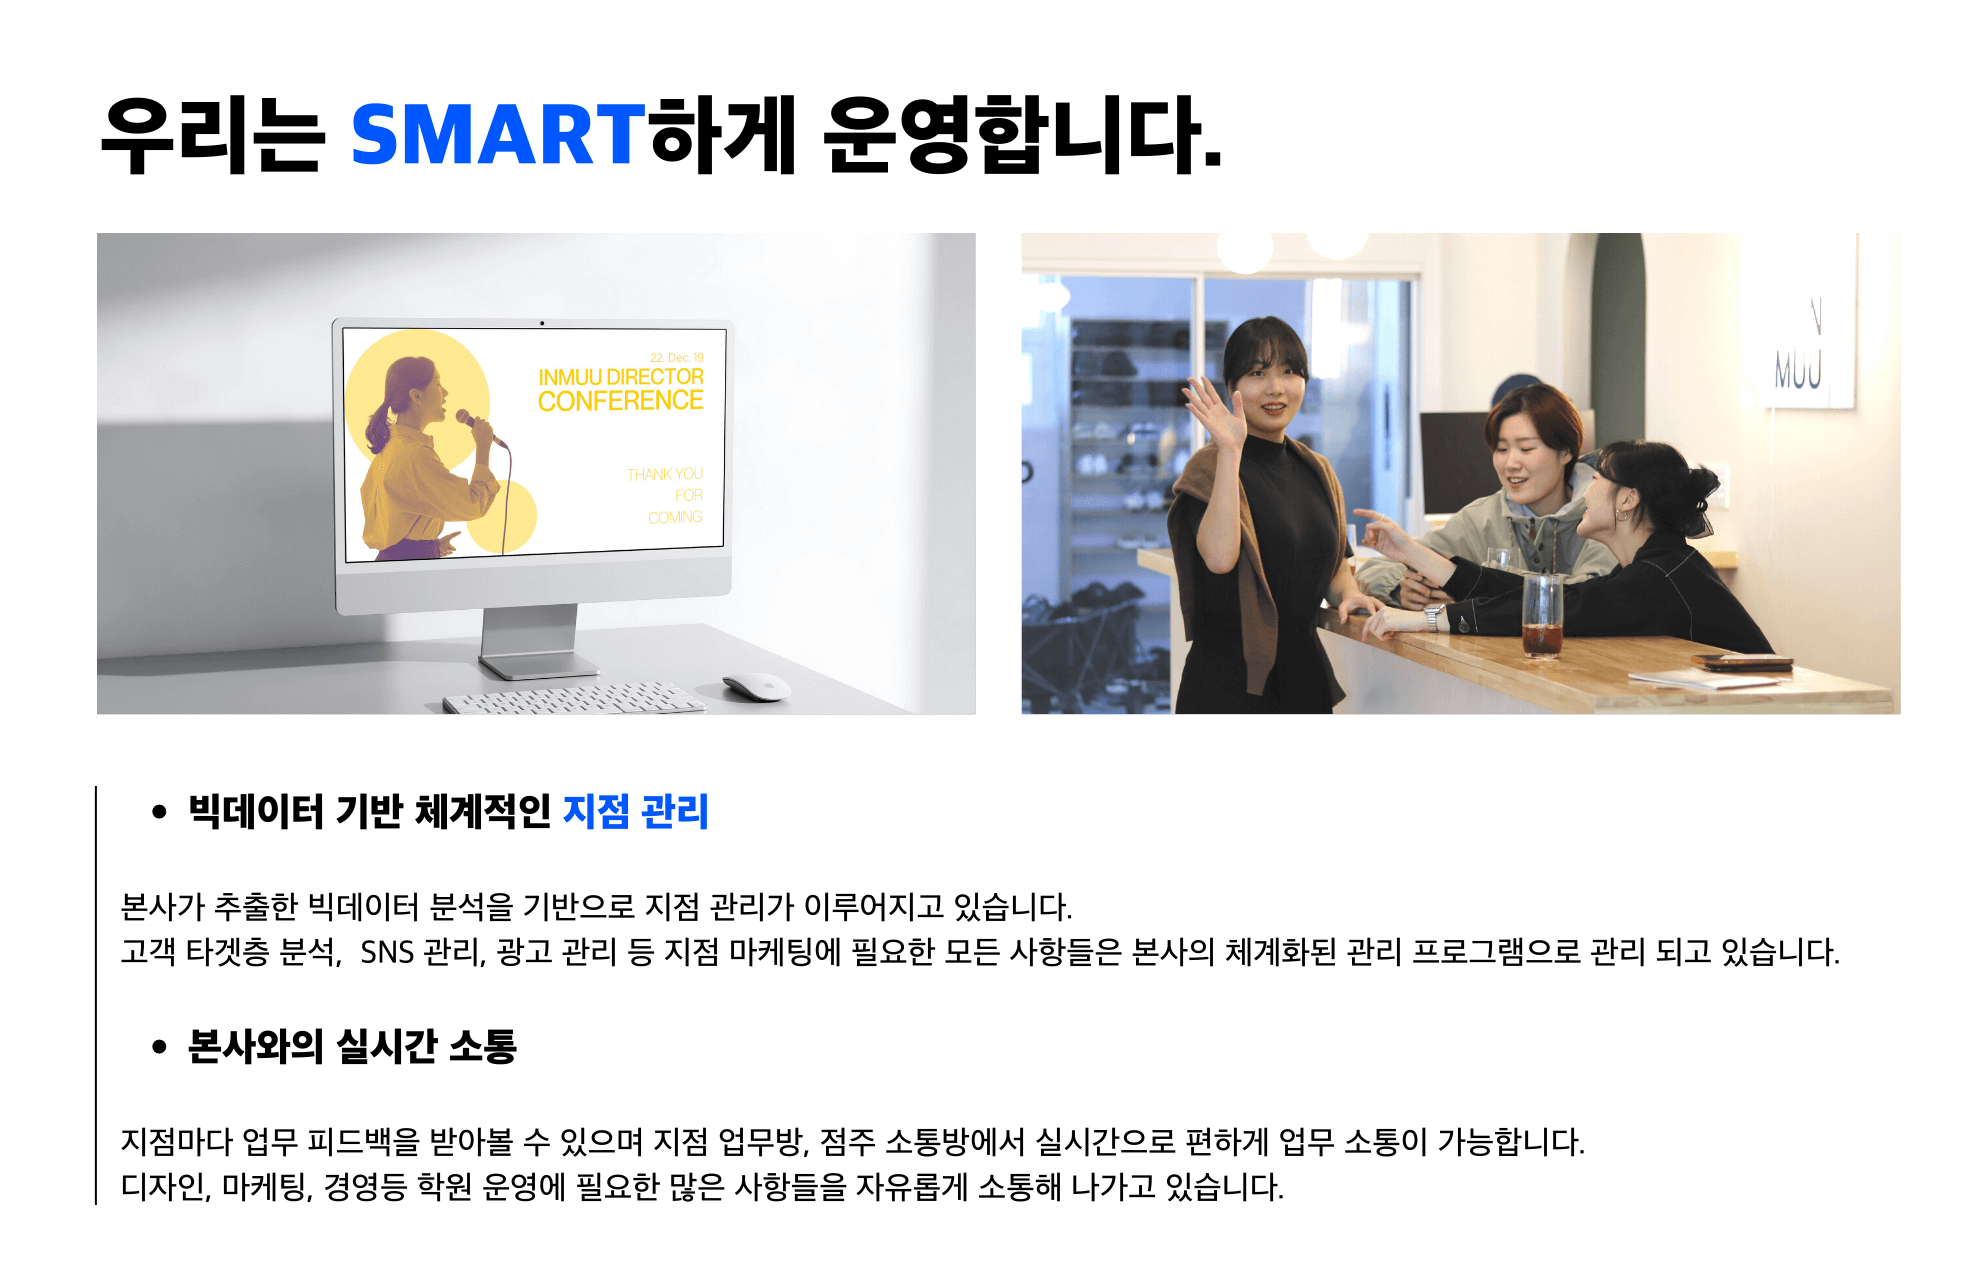 우리는 SMART하게 운영합니다.
22. Dec. 19
INMUU DIRECTOR
CONFERENCE
THANK YOU
FOR
COMING
N
MUU
• 빅데이터 기반 체계적인 지점 관리
본사가 추출한 빅데이터 분석을 기반으로 지점 관리가 이루어지고 있습니다.
고객 타겟층 분석,  SNS 관리, 광고 관리 등 지점 마케팅에 필요한 모든 사항들은 본사의 체계화된 관리 프로그램으로 관리 되고 있습니다.
• 본사와의 실시간 소통
지점마다 업무 피드백을 받아볼 수 있으며 지점 업무방, 점주 소통방에서 실시간으로 편하게 업무 소통이 가능합니다.
디자인, 마케팅, 경영등 학원 운영에 필요한 많은 사항들을 자유롭게 소통해 나가고 있습니다.